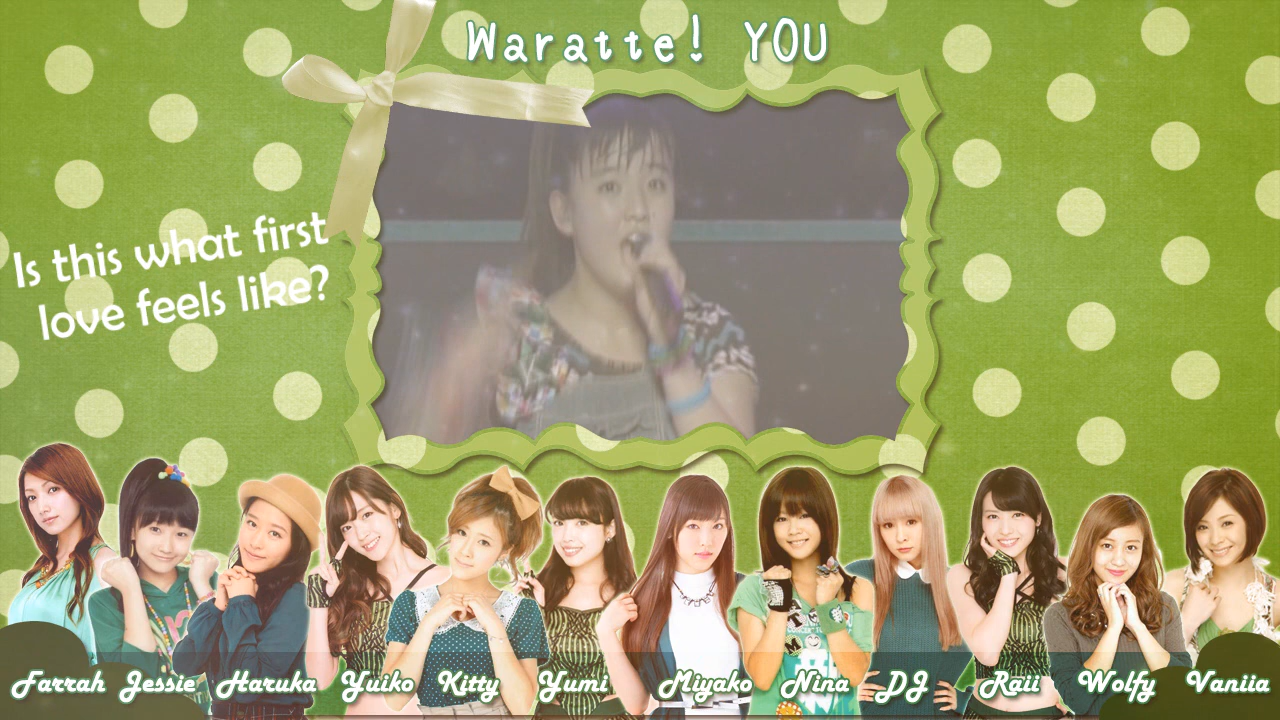 Waratte! YOU
Is this what first
love feels like?
Farrah Jessie Haruka Yuiko Kitty Yumi Miyako Nina DJ Raii Wolfy Vaniia